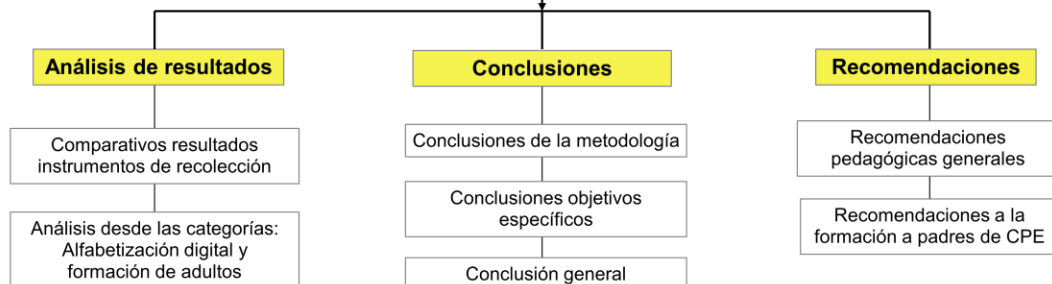 Análisis de resultados
Comparativos resultados
instrumentos de recolección
Análisis desde las categorías:
Alfabetización digital y
formación de adultos
Conclusiones
Conclusiones de la metodología
Conclusiones objetivos
específicos
Conclusión general
Recomendaciones
Recomendaciones
pedagógicas generales
Recomendaciones a la
formación a padres de CPE